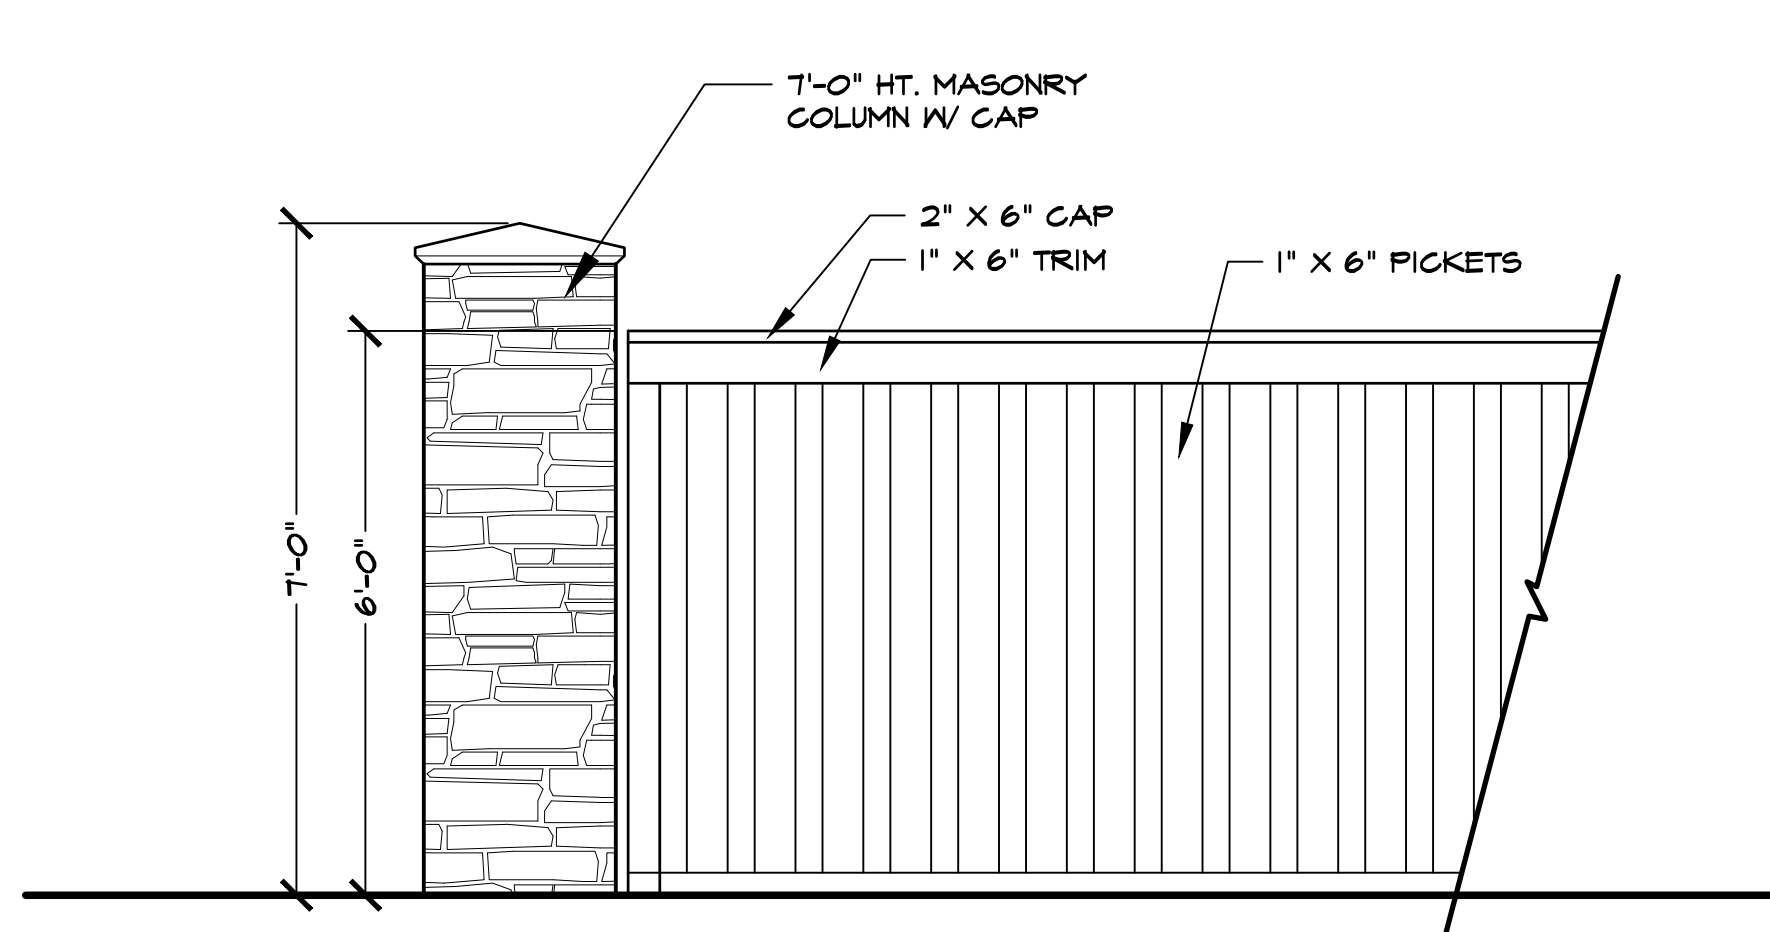 7'-0" HT. MASONRY
COLUMN W/ CAP
2" X 6" CAP
1" X 6" TRIM
1" X 6" PICKETS
7'-0"
6'-0"